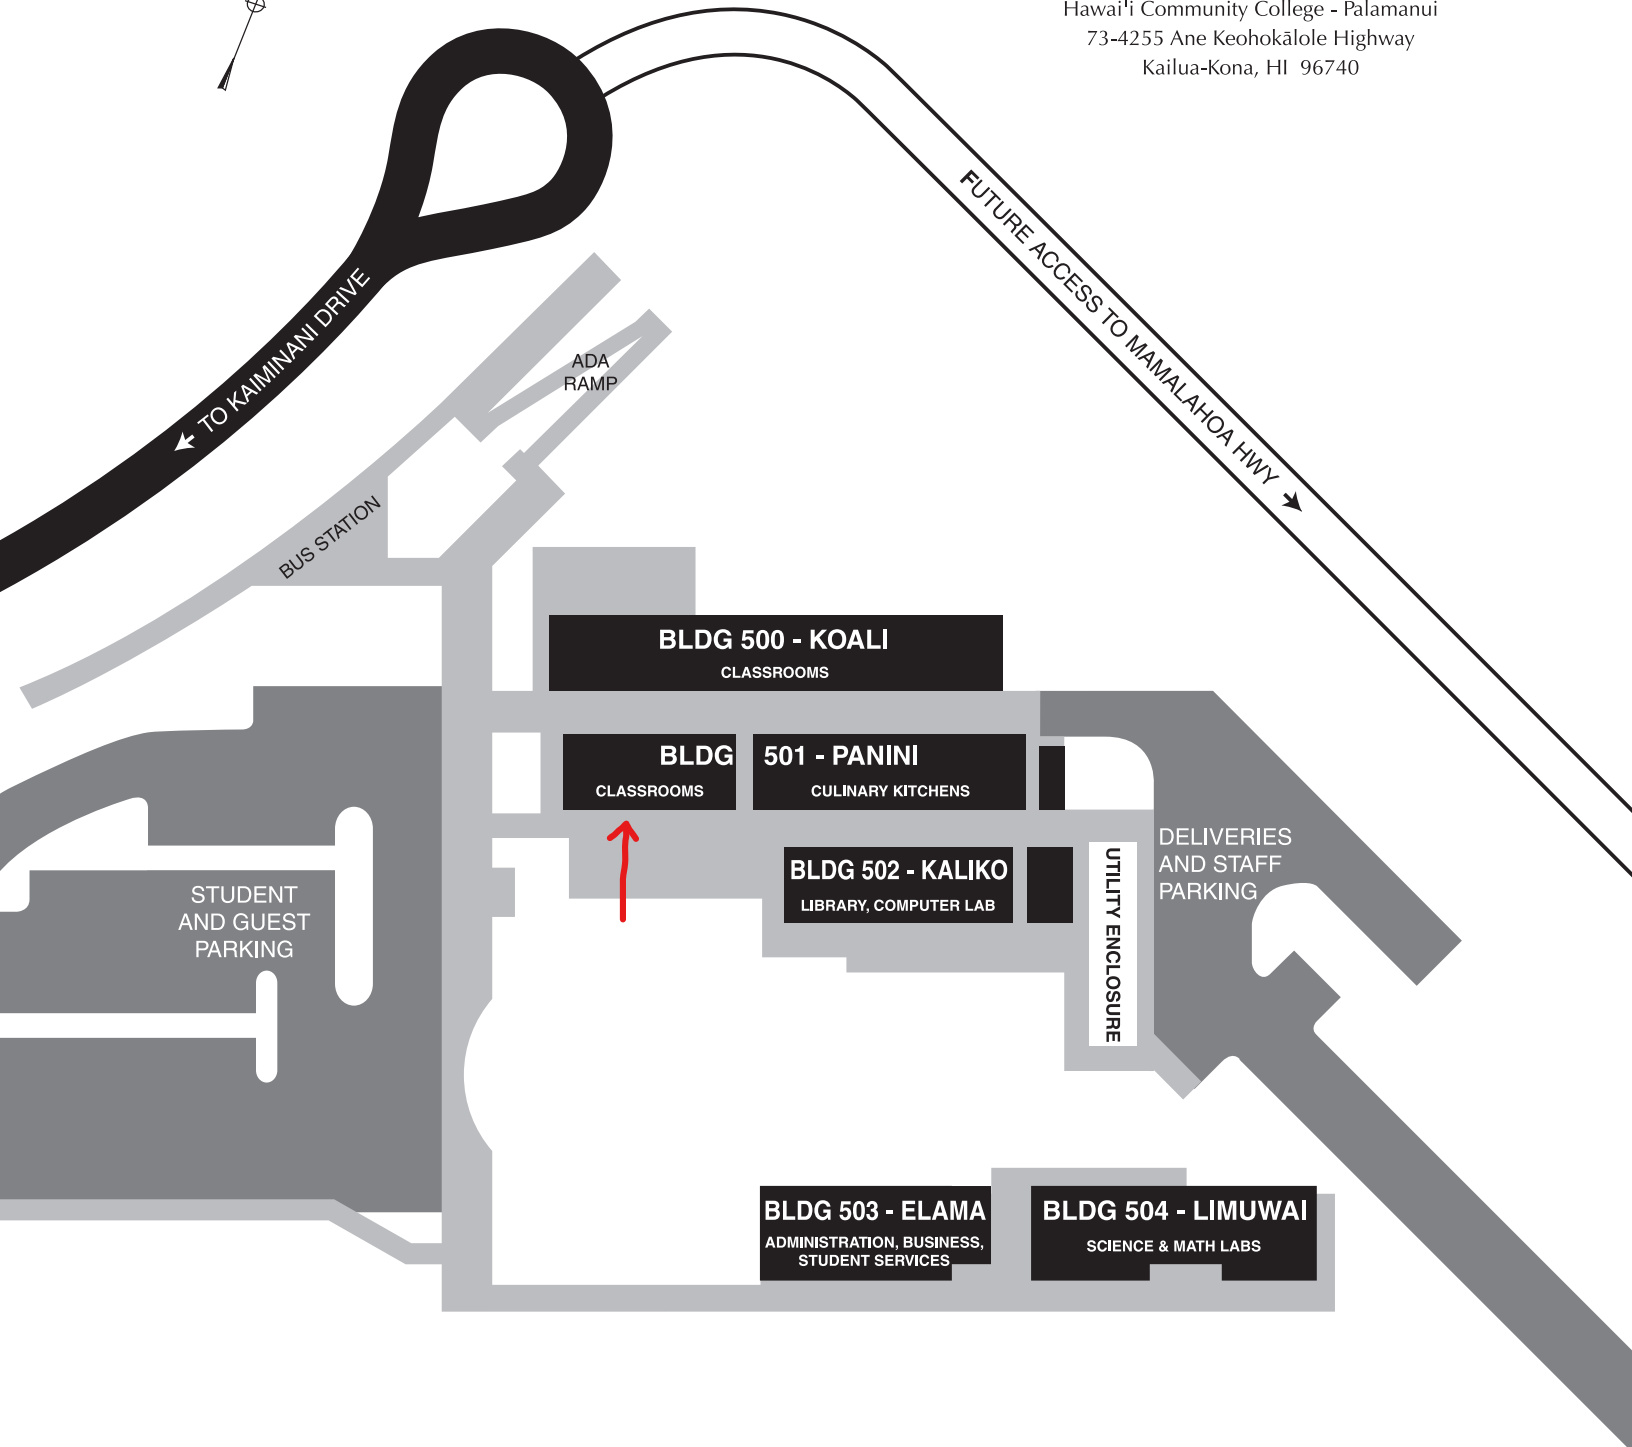 Hawai'i Community College - Palamanui
73-4255 Ane Keohokālole Highway
Kailua-Kona, HI  96740
FUTURE ACCESS TO MAMALAHOA HWY
TO KAIMINANI DRIVE
ADA
RAMP
BUS STATION
BLDG 500 - KOALI
CLASSROOMS
BLDG 501 - PANINI
CLASSROOMS
CULINARY KITCHENS
BLDG 502 - KALIKO
LIBRARY, COMPUTER LAB
UTILITY ENCLOSURE
DELIVERIES
AND STAFF
PARKING
STUDENT
AND GUEST
PARKING
BLDG 503 - ELAMA
ADMINISTRATION, BUSINESS,
STUDENT SERVICES
BLDG 504 - LIMUWAI
SCIENCE & MATH LABS